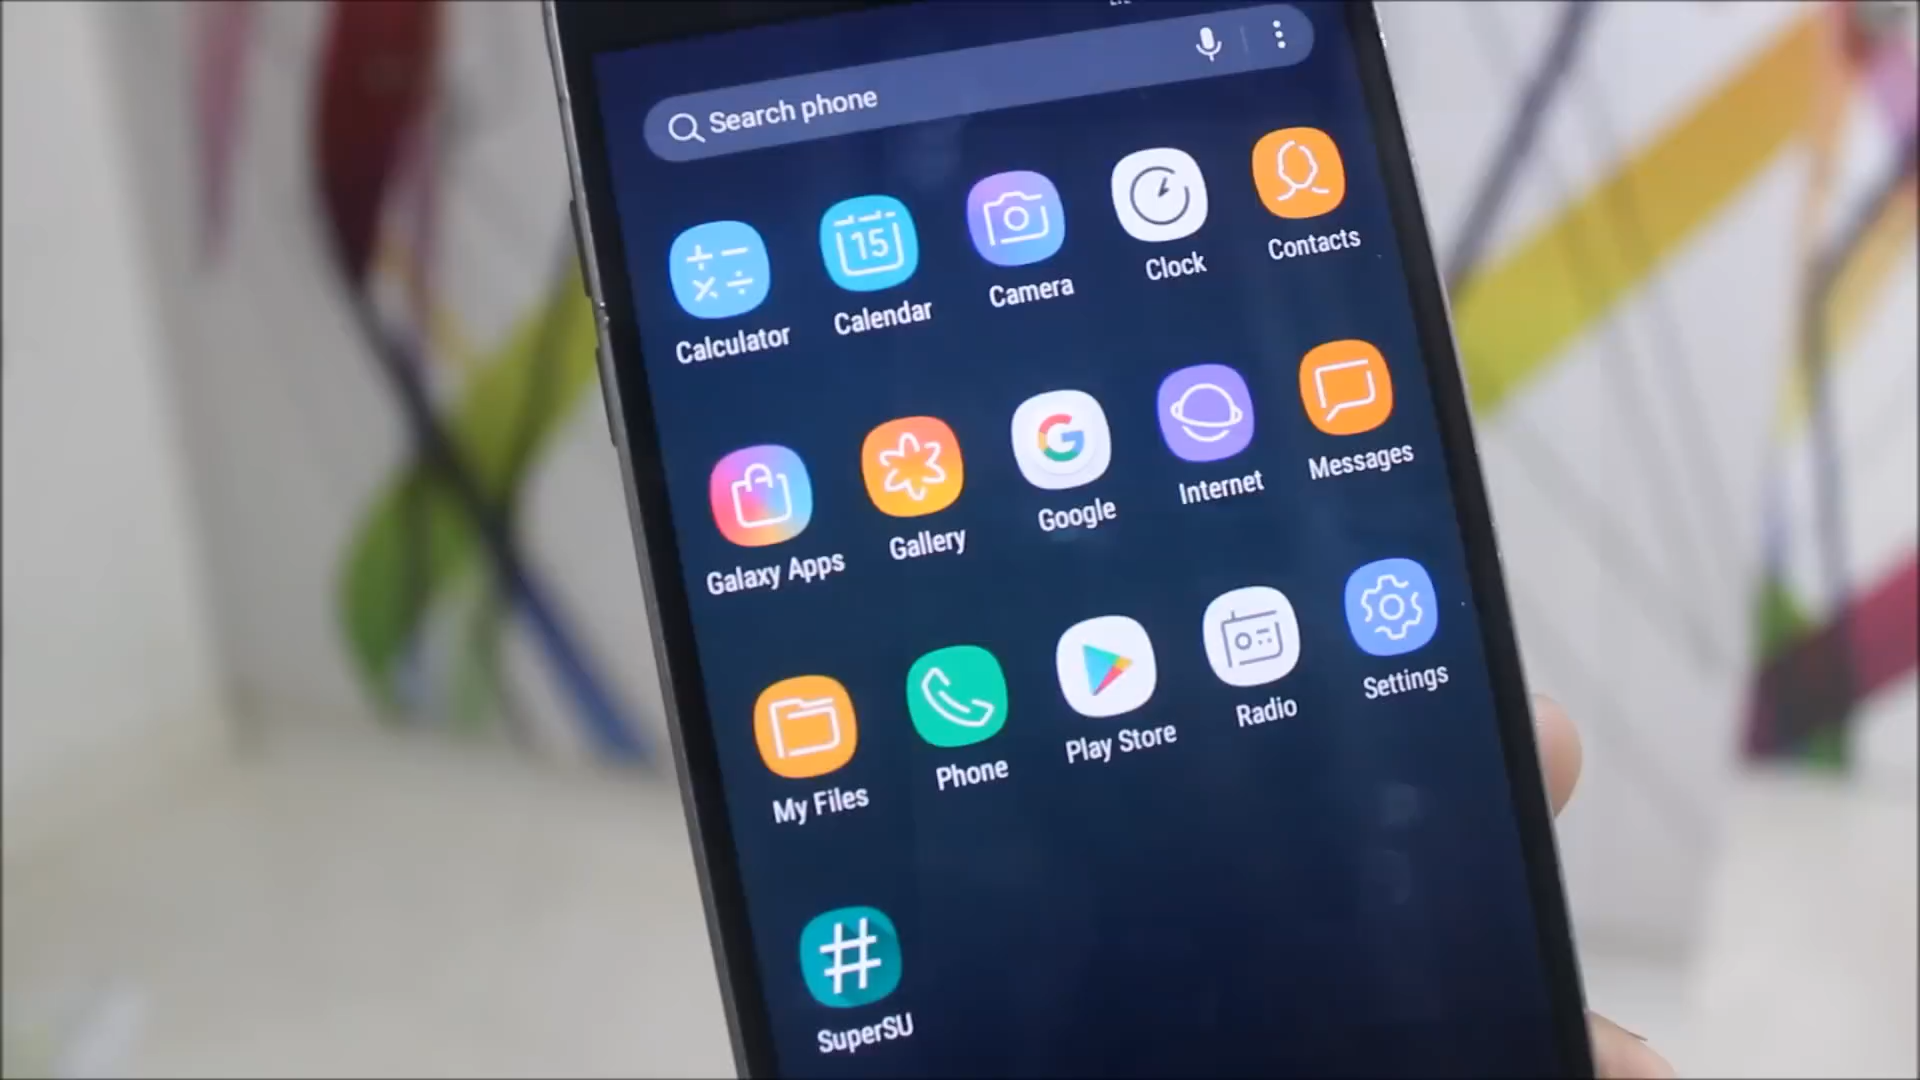 Search phone
15
Calculator
Calendar
Camera
Clock
Contacts
Galaxy Apps
Gallery
G
Google
Internet
Messages
My Files
Phone
Play Store
Radio
Settings
#
SuperSU